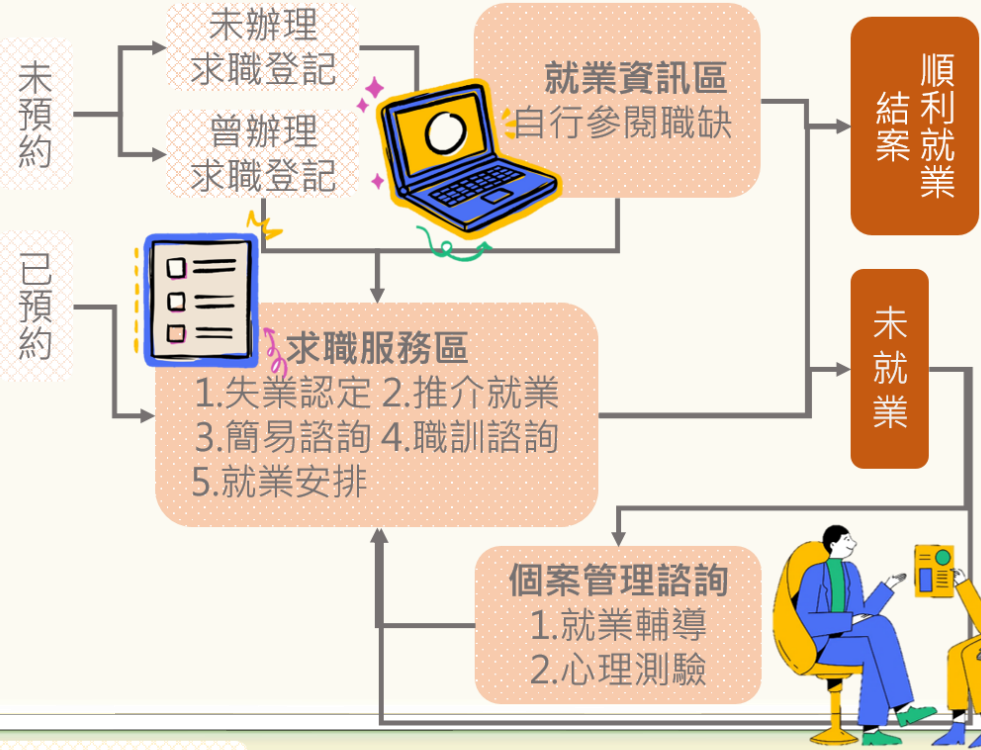 未預約
未辦理
求職登記
曾辦理
求職登記
就業資訊區
自行參閱職缺
順利就業
結案
已預約
求職服務區
1.失業認定 2.推介就業
3.簡易諮詢 4.職訓諮詢
5.就業安排
未就業
個案管理諮詢
1.就業輔導
2.心理測驗